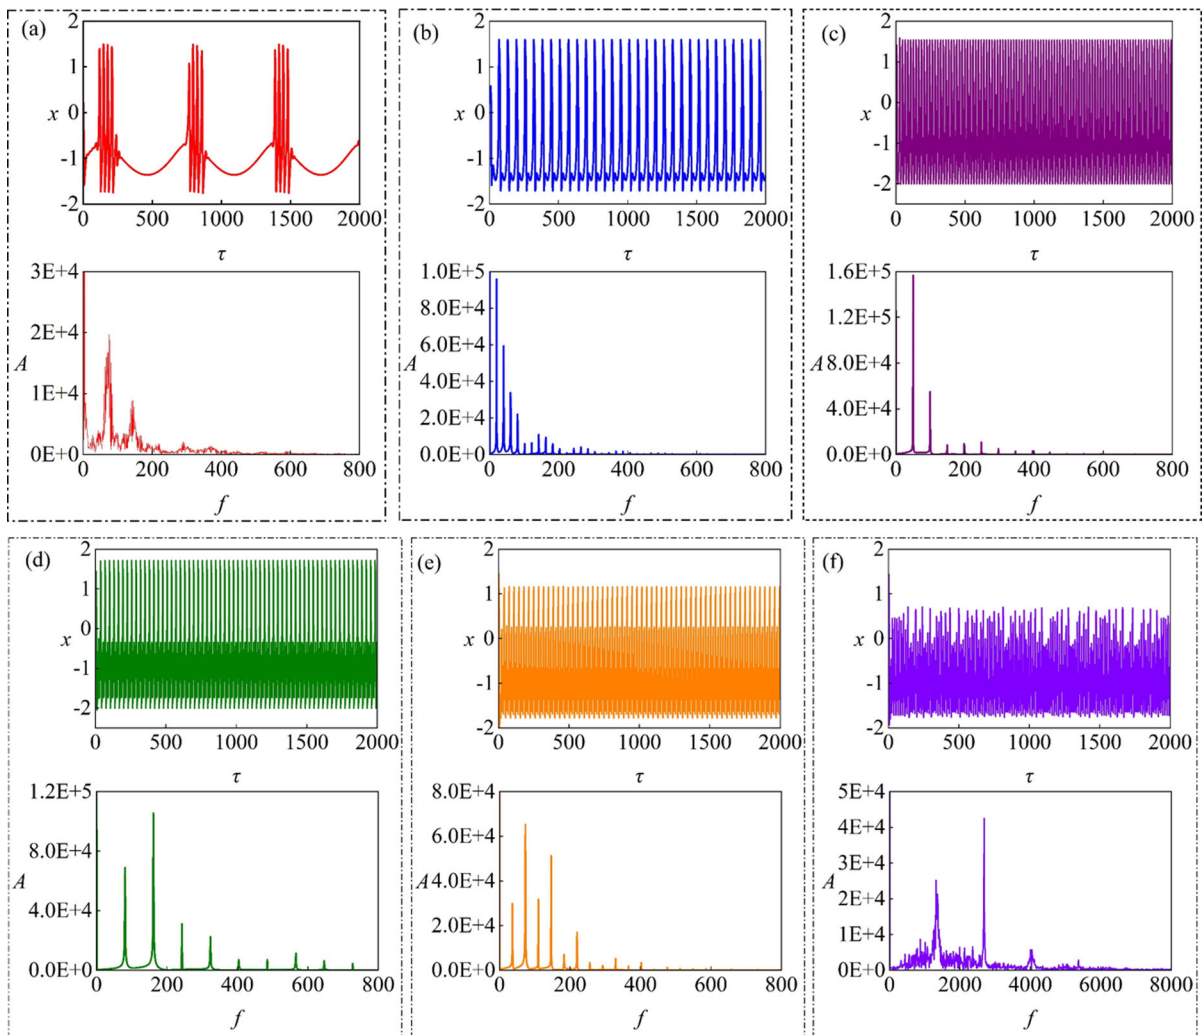 (a)
2
1
x
0
-1
-2
0 500 1000 1500 2000
τ
3E+4
2E+4
A
1E+4
0E+0
0 200 400 600 800
f
(b)
2
1
x
0
-1
-2
0 500 1000 1500 2000
τ
1.0E+5
8.0E+4
6.0E+4
A
4.0E+4
2.0E+4
0.0E+0
0 200 400 600 800
f
(c)
2
1
x
0
-1
-2
0 500 1000 1500 2000
τ
1.6E+5
1.2E+5
A
8.0E+4
4.0E+4
0.0E+0
0 200 400 600 800
f
(d)
2
1
x
0
-1
-2
0 500 1000 1500 2000
τ
1.2E+5
8.0E+4
A
4.0E+4
0.0E+0
0 200 400 600 800
f
(e)
2
1
x
0
-1
-2
0 500 1000 1500 2000
τ
8.0E+4
6.0E+4
A
4.0E+4
2.0E+4
0.0E+0
0 200 400 600 800
f
(f)
2
1
x
0
-1
-2
0 500 1000 1500 2000
τ
5E+4
4E+4
A
3E+4
2E+4
1E+4
0E+0
0 2000 4000 6000 8000
f